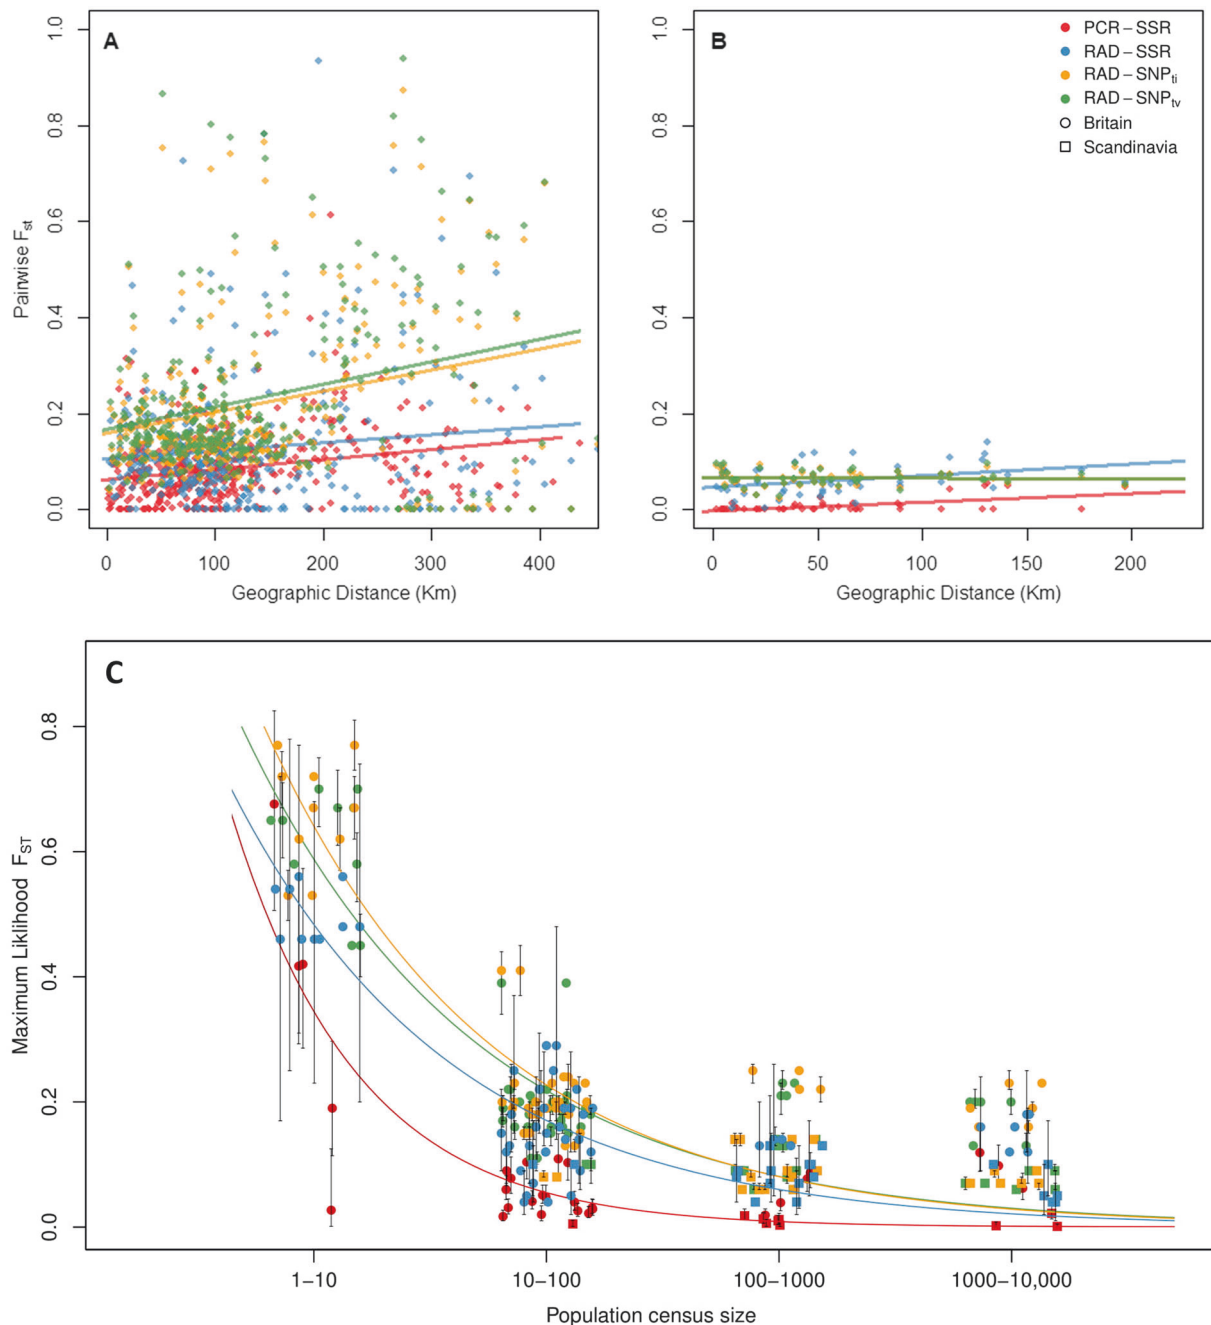 A
B
PCR–SSR
RAD–SSR
RAD–SNPti
RAD–SNPtv
Britain
Scandinavia
Pairwise Fst
1.0
0.8
0.6
0.4
0.2
0.0
0 100 200 300 400
Geographic Distance (Km)
1.0
0.8
0.6
0.4
0.2
0.0
0 50 100 150 200
Geographic Distance (Km)
C
Maximum Liklihood FST
0.8
0.6
0.4
0.2
0.0
1–10 10–100 100–1000 1000–10,000
Population census size